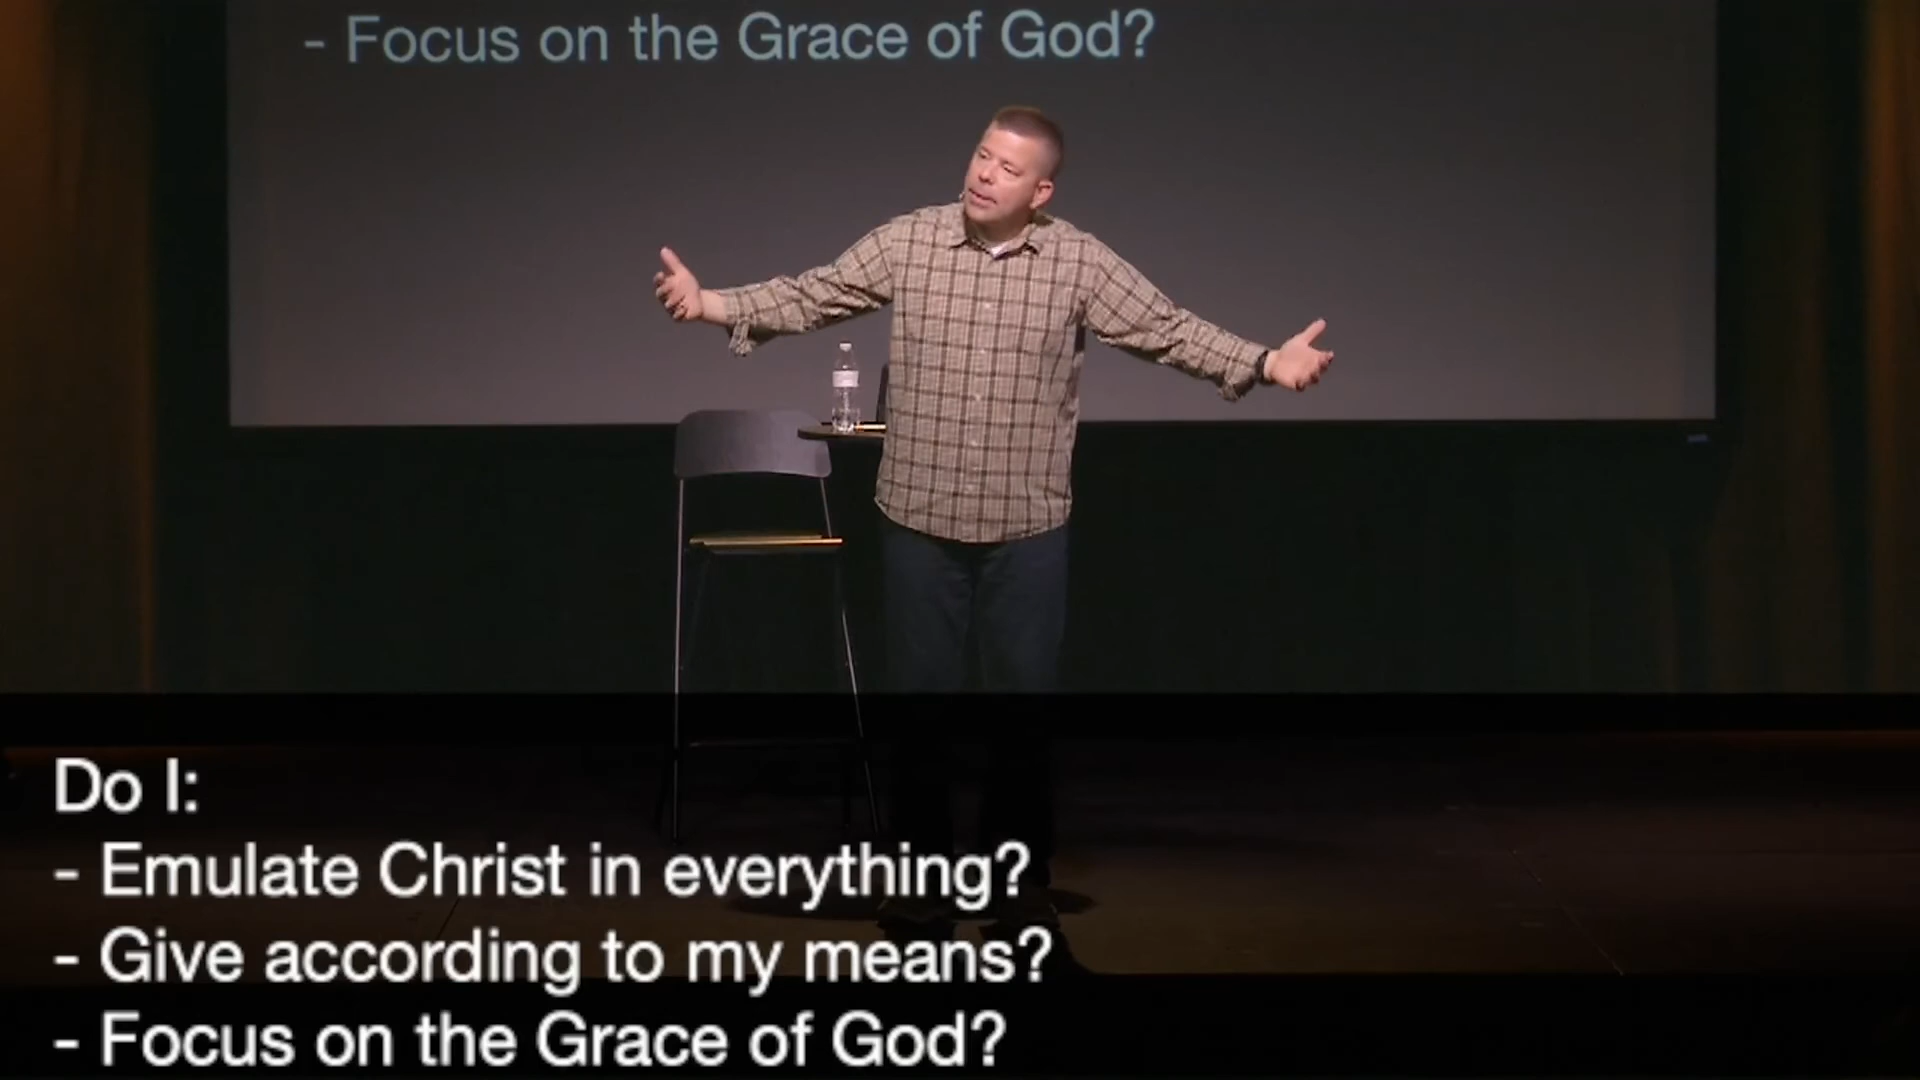 - Focus on the Grace of God?
Do I:
- Emulate Christ in everything?
- Give according to my means?
- Focus on the Grace of God?